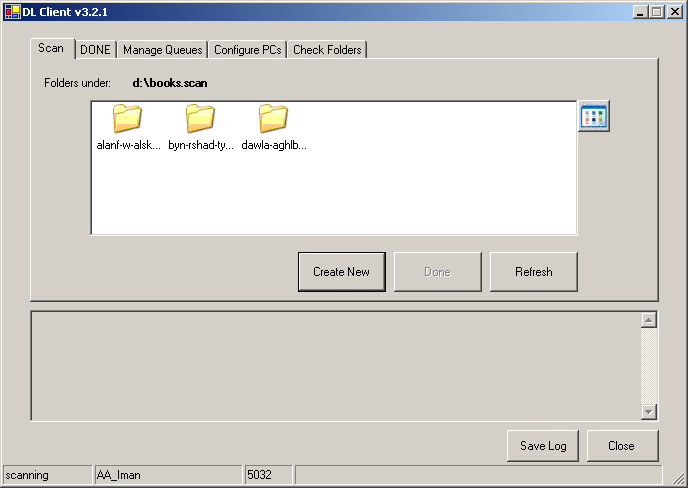 DL Client v3.2.1
Scan DONE Manage Queues Configure PCs Check Folders
Folders under: d:\books.scan
alanf-w-alsk... byn-rshad-ty... dawla-aghlb...
Create New Done Refresh
Save Log Close
scanning AA_Iman 5032